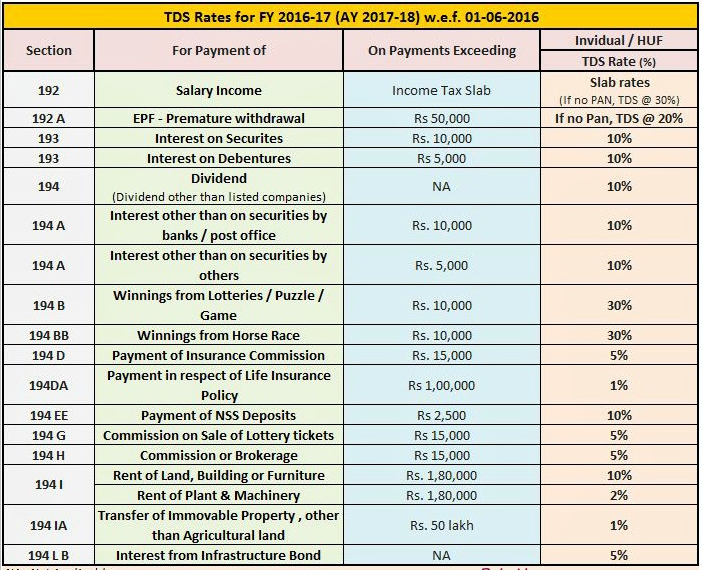 TDS Rates for FY 2016-17 (AY 2017-18) w.e.f. 01-06-2016
Section For Payment of On Payments Exceeding Invidual / HUF
TDS Rate (%)
192 Salary Income Income Tax Slab Slab rates
(If no PAN, TDS @ 30%)
192 A EPF - Premature withdrawal Rs 50,000 If no Pan, TDS @ 20%
193 Interest on Securites Rs. 10,000 10%
193 Interest on Debentures Rs 5,000 10%
194 Dividend NA 10%
(Dividend other than listed companies)
194 A Interest other than on securities by Rs. 10,000 10%
banks / post office
194 A Interest other than on securities by Rs. 5,000 10%
others
194 B Winnings from Lotteries / Puzzle / Rs. 10,000 30%
Game
194 BB Winnings from Horse Race Rs. 10,000 30%
194 D Payment of Insurance Commission Rs. 15,000 5%
194DA Payment in respect of Life Insurance Rs 1,00,000 1%
Policy
194 EE Payment of NSS Deposits Rs 2,500 10%
194 G Commission on Sale of Lottery tickets Rs 15,000 5%
194 H Commission or Brokerage Rs 15,000 5%
194 I Rent of Land, Building or Furniture Rs. 1,80,000 10%
Rent of Plant & Machinery Rs. 1,80,000 2%
194 IA Transfer of Immovable Property , other Rs. 50 lakh 1%
than Agricultural land
194 L B Interest from Infrastructure Bond NA 5%